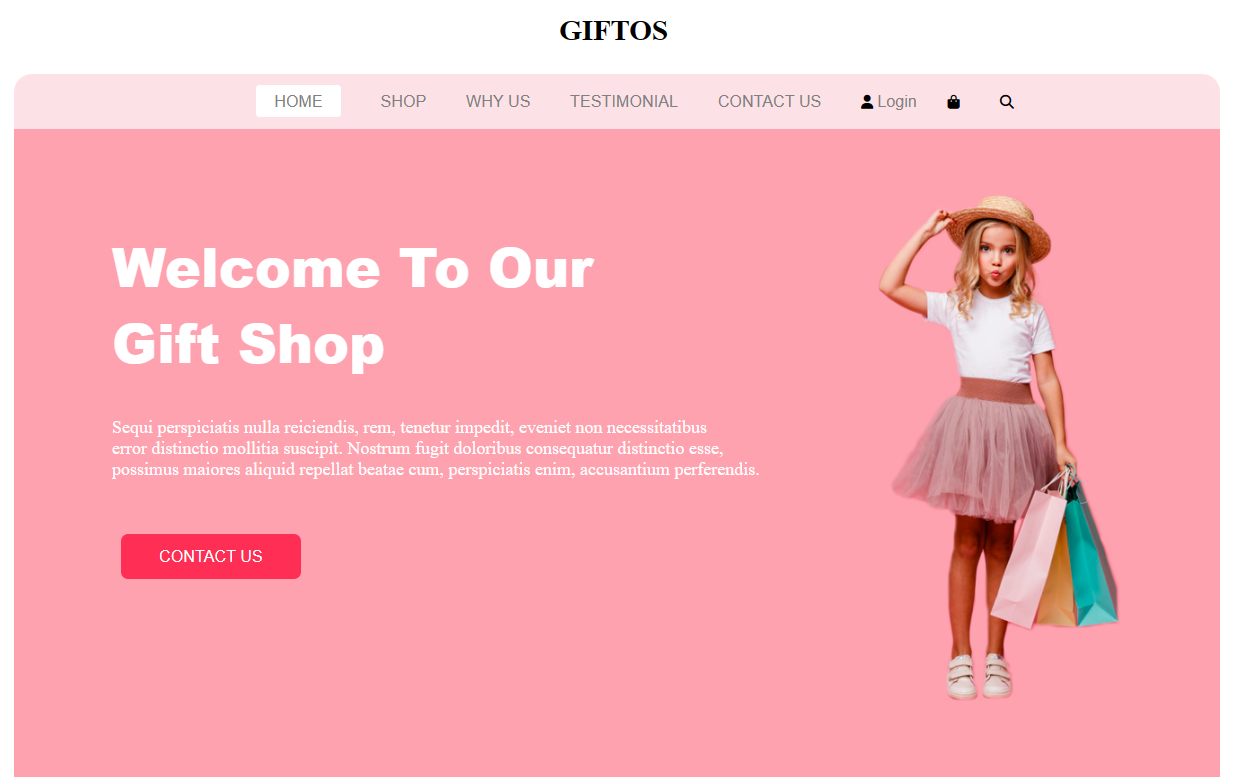 GIFTOS
HOME SHOP WHY US TESTIMONIAL CONTACT US Login
Welcome To Our
Gift Shop
Sequi perspiciatis nulla reiciendis, rem, tenetur impedit, eveniet non necessitatibus
error distinctio mollitia suscipit. Nostrum fugit doloribus consequatur distinctio esse,
possimus maiores aliquid repellat beatae cum, perspiciatis enim, accusantium perferendis.
CONTACT US